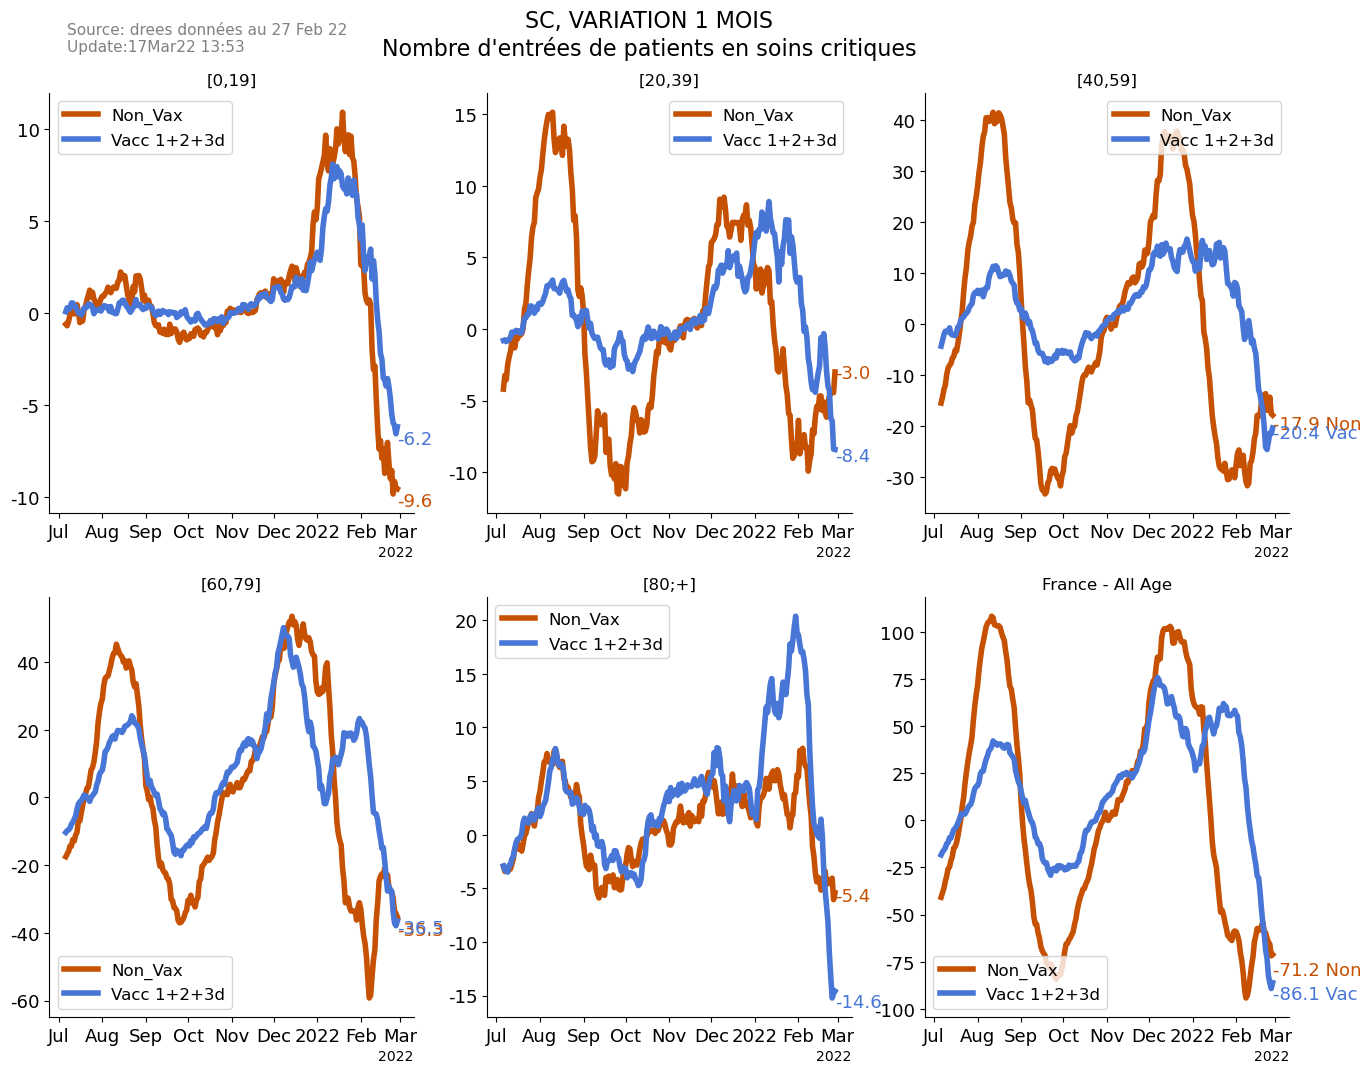 SC, VARIATION 1 MOIS
Nombre d'entrées de patients en soins critiques
Source: drees données au 27 Feb 22
Update:17Mar22 13:53
[0,19]
Non_Vax
Vacc 1+2+3d
10
5
0
-5
-10
-6.2
-9.6
Jul Aug Sep Oct Nov Dec 2022 Feb Mar
2022
[20,39]
Non_Vax
Vacc 1+2+3d
15
10
5
0
-5
-10
-3.0
-8.4
Jul Aug Sep Oct Nov Dec 2022 Feb Mar
2022
[40,59]
Non_Vax
Vacc 1+2+3d
40
30
20
10
0
-10
-20
-30
-17.9 Non
-20.4 Vac
Jul Aug Sep Oct Nov Dec 2022 Feb Mar
2022
[60,79]
40
20
0
-20
-40
-60
Non_Vax
Vacc 1+2+3d
Jul Aug Sep Oct Nov Dec 2022 Feb Mar
2022
[80;+]
Non_Vax
Vacc 1+2+3d
20
15
10
5
0
-5
-10
-15
-5.4
-14.6
Jul Aug Sep Oct Nov Dec 2022 Feb Mar
2022
France - All Age
100
75
50
25
0
-25
-50
-75
-100
Non_Vax
Vacc 1+2+3d
-71.2 Non
-86.1 Vac
Jul Aug Sep Oct Nov Dec 2022 Feb Mar
2022